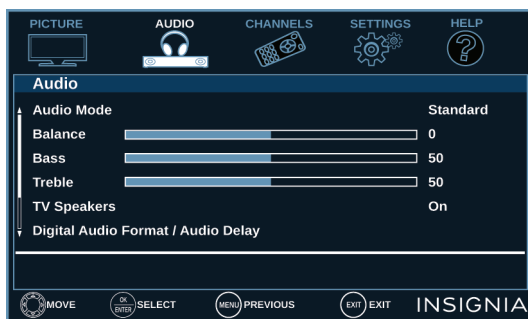 PICTURE AUDIO CHANNELS SETTINGS HELP
?
Audio
Audio Mode Standard
Balance 0
Bass 50
Treble 50
TV Speakers On
Digital Audio Format / Audio Delay
MOVE OK ENTER SELECT MENU PREVIOUS EXIT EXIT INSIGNIA